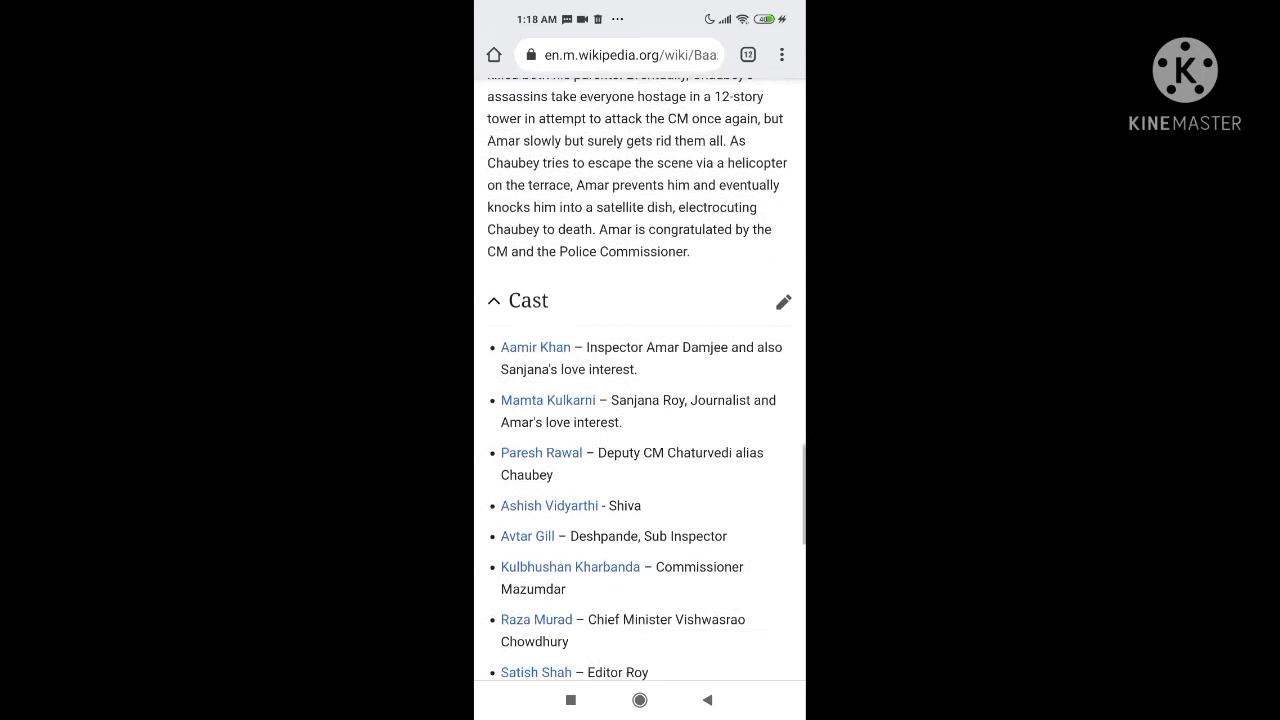 1:18 AM
40
en.m.wikipedia.org/wiki/Baa
12
K
KINEMASTER
assassins take everyone hostage in a 12-story
tower in attempt to attack the CM once again, but
Amar slowly but surely gets rid them all. As
Chaubey tries to escape the scene via a helicopter
on the terrace, Amar prevents him and eventually
knocks him into a satellite dish, electrocuting
Chaubey to death. Amar is congratulated by the
CM and the Police Commissioner.
Cast
• Aamir Khan – Inspector Amar Damjee and also
Sanjana's love interest.
• Mamta Kulkarni – Sanjana Roy, Journalist and
Amar's love interest.
• Paresh Rawal – Deputy CM Chaturvedi alias
Chaubey
• Ashish Vidyarthi - Shiva
• Avtar Gill – Deshpande, Sub Inspector
• Kulbhushan Kharbanda – Commissioner
Mazumdar
• Raza Murad – Chief Minister Vishwasrao
Chowdhury
• Satish Shah – Editor Roy